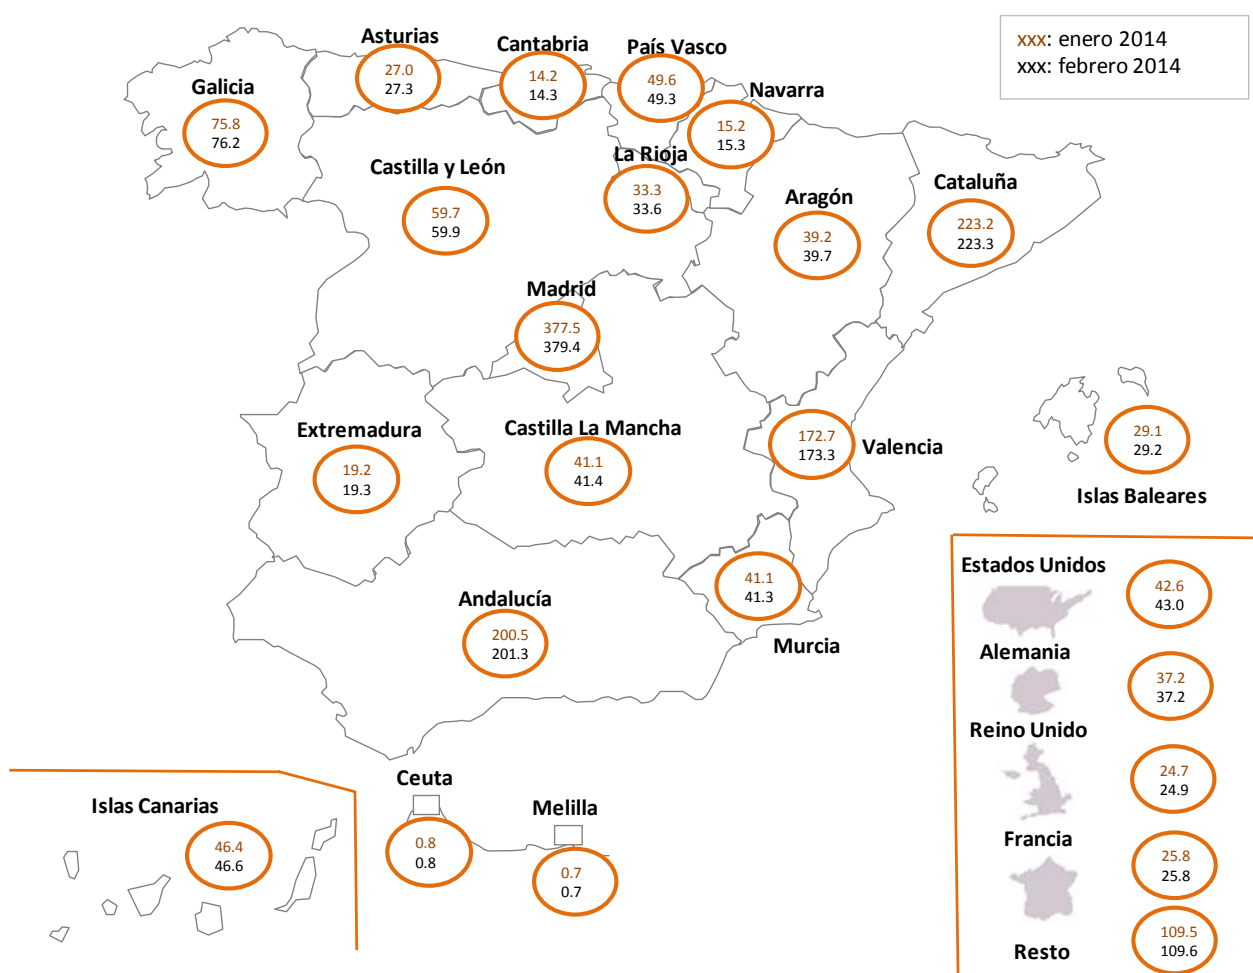 xxx: enero 2014
xxx: febrero 2014
Asturias
27.0
27.3
Cantabria
14.2
14.3
País Vasco
49.6
49.3
Navarra
15.2
15.3
Galicia
75.8
76.2
La Rioja
33.3
33.6
Castilla y León
59.7
59.9
Aragón
39.2
39.7
Cataluña
223.2
223.3
Madrid
377.5
379.4
Extremadura
19.2
19.3
Castilla La Mancha
41.1
41.4
172.7
173.3
Valencia
29.1
29.2
Islas Baleares
41.1
41.3
Murcia
Andalucía
200.5
201.3
Estados Unidos
42.6
43.0
Alemania
37.2
37.2
Reino Unido
24.7
24.9
Francia
25.8
25.8
Resto
109.5
109.6
Islas Canarias
46.4
46.6
Ceuta
0.8
0.8
Melilla
0.7
0.7